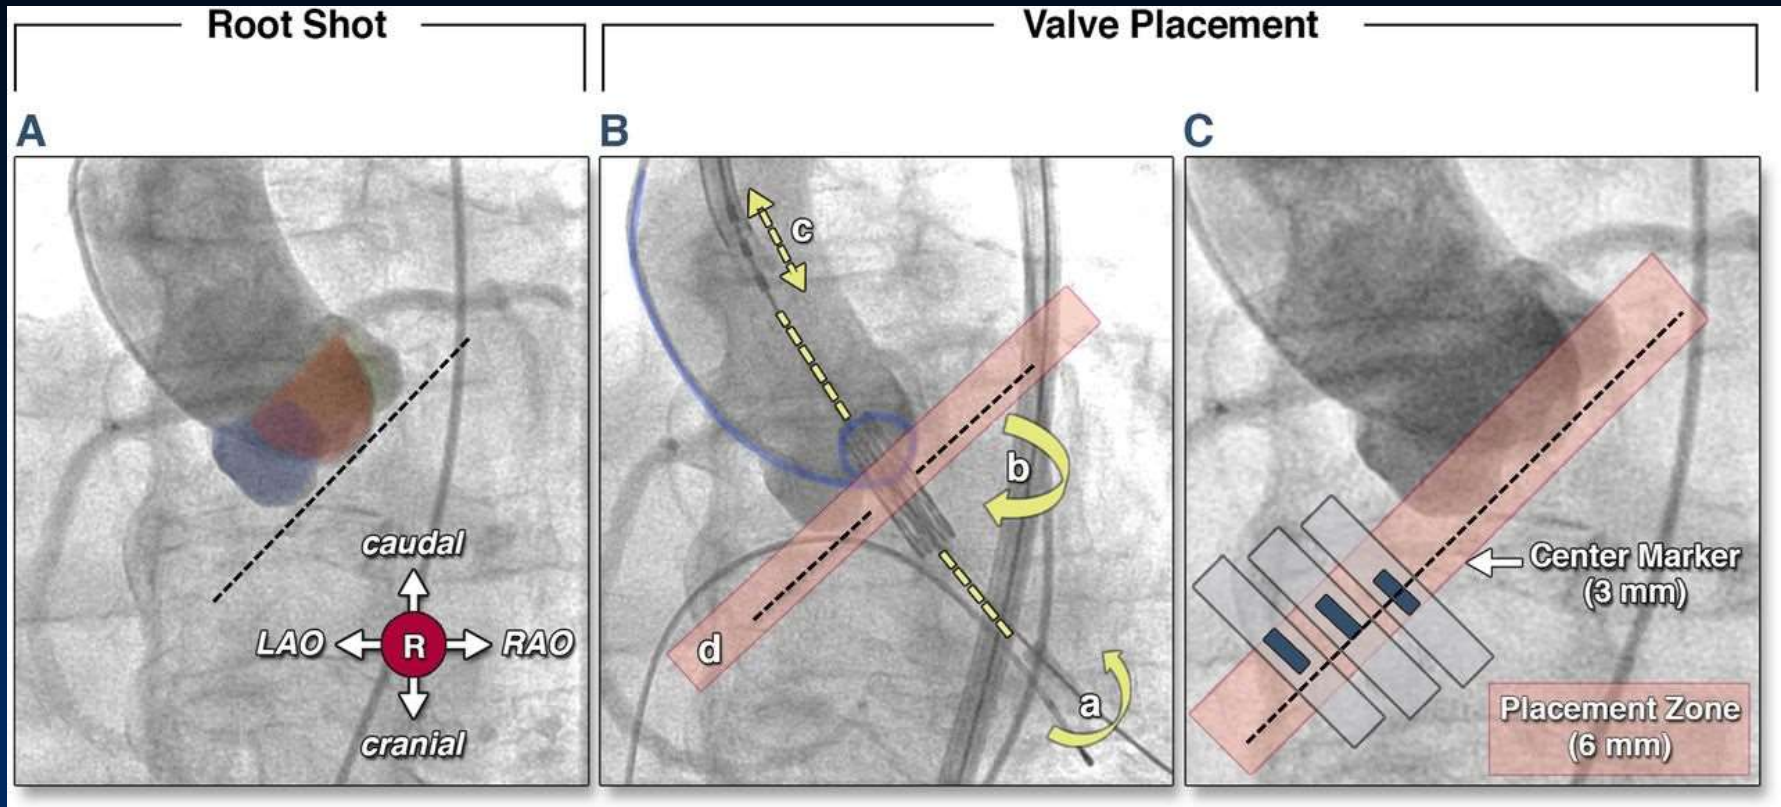 Root Shot
Valve Placement
A
B
C
caudal
LAO
R
RAO
cranial
c
b
d
a
Center Marker
(3 mm)
Placement Zone
(6 mm)